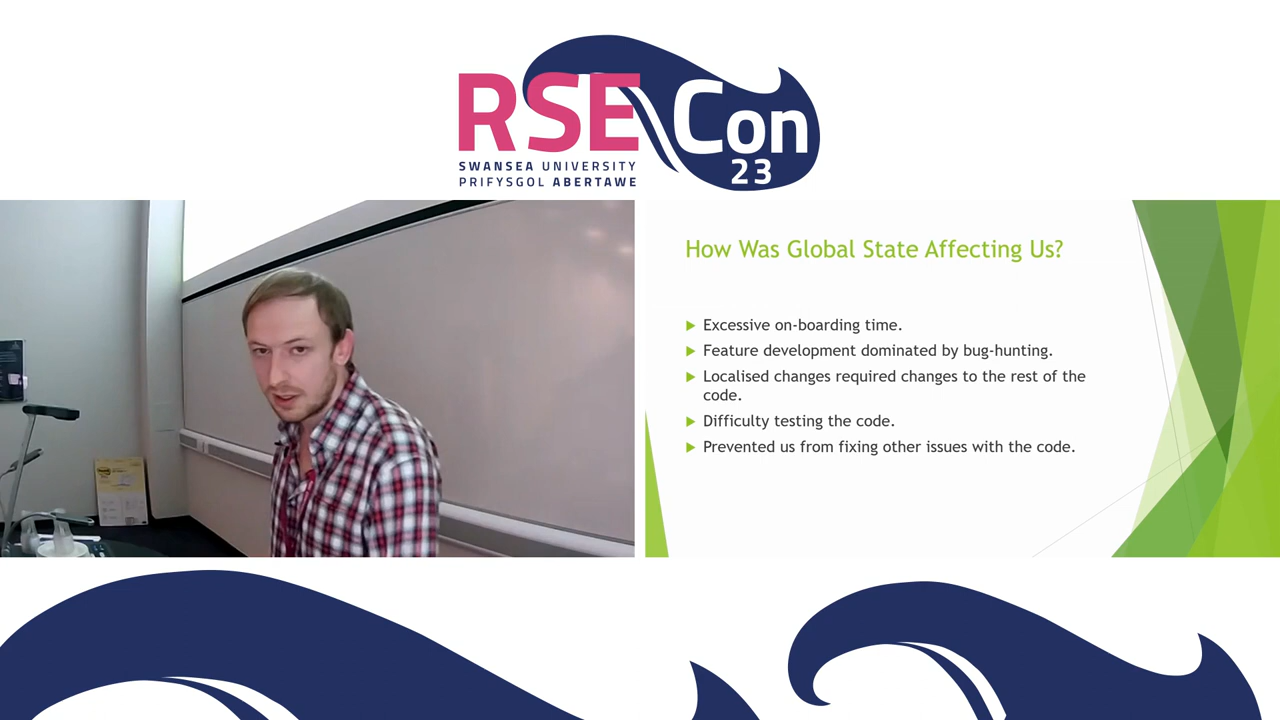 RSE Con
23
SWANSEA UNIVERSITY
PRIFYSGOL ABERTAWE
How Was Global State Affecting Us?
Excessive on-boarding time.
Feature development dominated by bug-hunting.
Localised changes required changes to the rest of the
code.
Difficulty testing the code.
Prevented us from fixing other issues with the code.